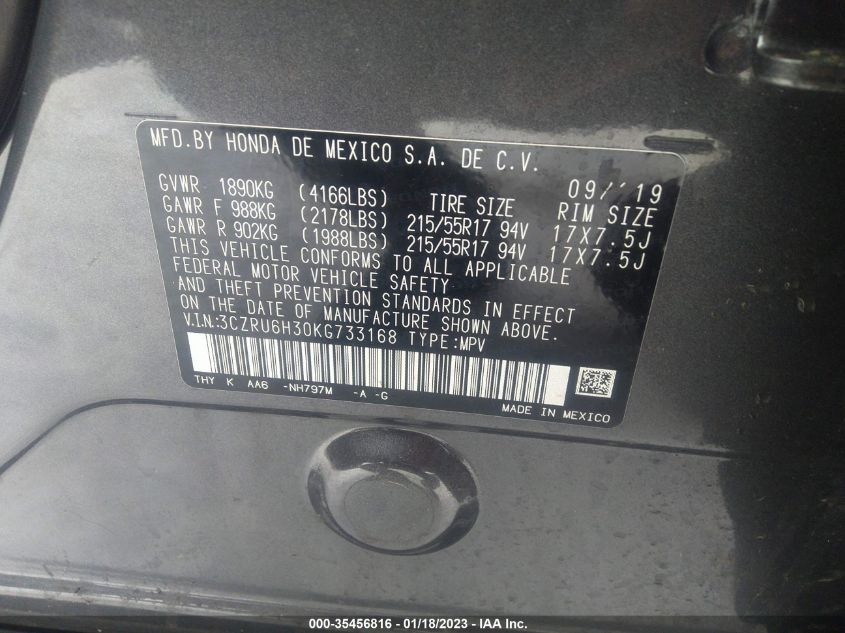 MFD.BY HONDA DE MEXICO S.A. DE C.V.
09/ 19
GVWR 1890KG (4166LBS) TIRE SIZE RIM SIZE
GAWR F 988KG (2178LBS) 215/55R17 94V 17X7.5J
GAWR R 902KG (1988LBS) 215/55R17 94V 17X7.5J
THIS VEHICLE CONFORMS TO ALL APPLICABLE
FEDERAL MOTOR VEHICLE SAFETY
AND THEFT PREVENTION STANDARDS IN EFFECT
ON THE DATE OF MANUFACTURE SHOWN ABOVE.
V.I.N:3CZRU6H30KG733168 TYPE:MPV
THY K AA6 -NH797M -A -G
MADE IN MEXICO
000-35456816 - 01/18/2023 - © IAA Inc.